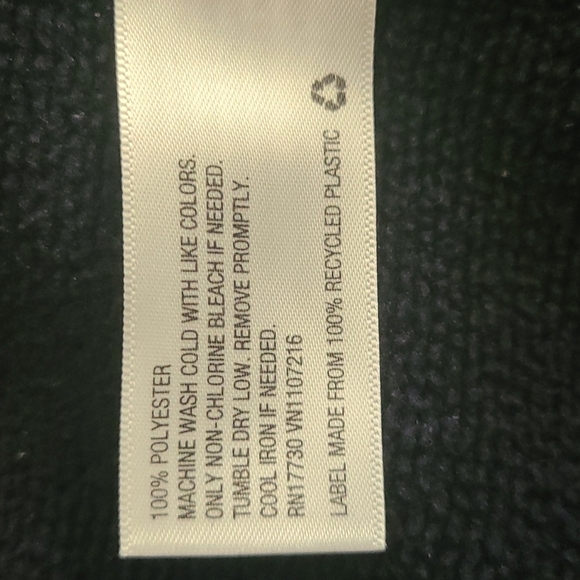 100% POLYESTER
MACHINE WASH COLD WITH LIKE COLORS.
ONLY NON-CHLORINE BLEACH IF NEEDED.
TUMBLE DRY LOW. REMOVE PROMPTLY.
COOL IRON IF NEEDED.
RN17730 VN1107216
LABEL MADE FROM 100% RECYCLED PLASTIC